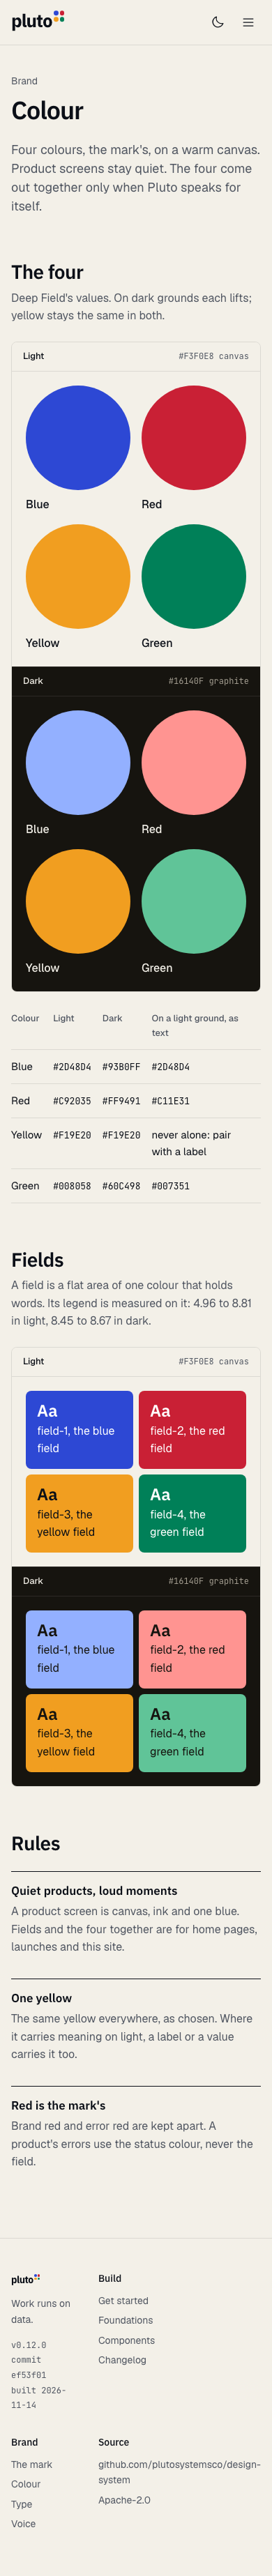 pluto
Brand
Colour
Four colours, the mark's, on a warm canvas.
Product screens stay quiet. The four come
out together only when Pluto speaks for
itself.
The four
Deep Field's values. On dark grounds each lifts;
yellow stays the same in both.
Light #F3F0E8 canvas
Blue Red
Yellow Green
Dark #16140F graphite
Blue Red
Yellow Green
Colour Light Dark On a light ground, as
text
Blue #2D48D4 #93B0FF #2D48D4
Red #C92035 #FF9491 #C11E31
Yellow #F19E20 #F19E20 never alone: pair
with a label
Green #008058 #60C498 #007351
Fields
A field is a flat area of one colour that holds
words. Its legend is measured on it: 4.96 to 8.81
in light, 8.45 to 8.67 in dark.
Light #F3F0E8 canvas
Aa Aa
field-1, the blue field-2, the red
field field
Aa Aa
field-3, the field-4, the
yellow field green field
Dark #16140F graphite
Aa Aa
field-1, the blue field-2, the red
field field
Aa Aa
field-3, the field-4, the
yellow field green field
Rules
Quiet products, loud moments
A product screen is canvas, ink and one blue.
Fields and the four together are for home pages,
launches and this site.
One yellow
The same yellow everywhere, as chosen. Where
it carries meaning on light, a label or a value
carries it too.
Red is the mark's
Brand red and error red are kept apart. A
product's errors use the status colour, never the
field.
pluto
Work runs on
data.
v0.12.0
commit
ef53f01
built 2026-
11-14
Build
Get started
Foundations
Components
Changelog
Brand
The mark
Colour
Type
Voice
Source
github.com/plutosystemsco/design-
system
Apache-2.0